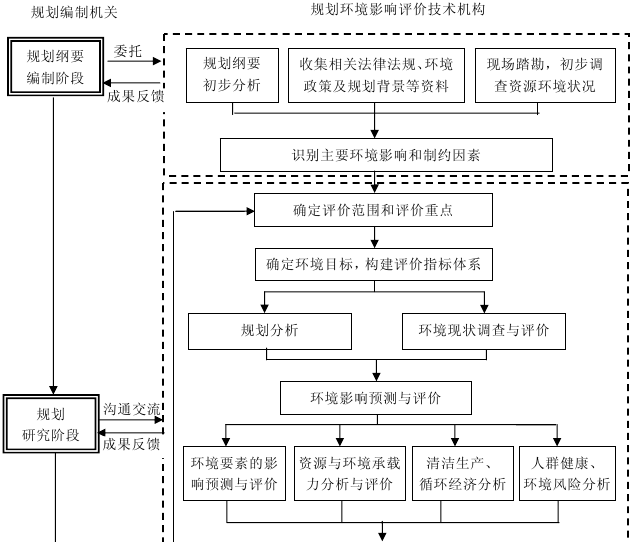 规划编制机关
规划环境影响评价技术机构
规划纲要
编制阶段
委托
成果反馈
规划纲要
初步分析
收集相关法律法规、环境
政策及规划背景等资料
现场踏勘，初步调
查资源环境状况
识别主要环境影响和制约因素
确定评价范围和评价重点
确定环境目标，构建评价指标体系
规划分析
环境现状调查与评价
环境影响预测与评价
规划
研究阶段
沟通交流
成果反馈
环境要素的影
响预测与评价
资源与环境承载
力分析与评价
清洁生产、
循环经济分析
人群健康、
环境风险分析